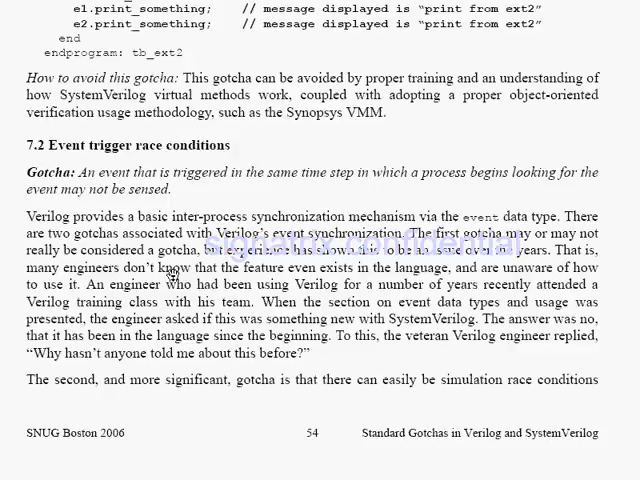 e1.print_something;    // message displayed is “print from ext2”
e2.print_something;    // message displayed is “print from ext2”
end
endprogram: tb_ext2
How to avoid this gotcha: This gotcha can be avoided by proper training and an understanding of
how SystemVerilog virtual methods work, coupled with adopting a proper object-oriented
verification usage methodology, such as the Synopsys VMM.
7.2 Event trigger race conditions
Gotcha: An event that is triggered in the same time step in which a process begins looking for the
event may not be sensed.
Verilog provides a basic inter-process synchronization mechanism via the event data type. There
are two gotchas associated with Verilog’s event synchronization. The first gotcha may or may not
really be considered a gotcha, but experience has shown this to be an issue over the years. That is,
signatrix confidential
many engineers don’t know that the feature even exists in the language, and are unaware of how
to use it. An engineer who had been using Verilog for a number of years recently attended a
Verilog training class with his team. When the section on event data types and usage was
presented, the engineer asked if this was something new with SystemVerilog. The answer was no,
that it has been in the language since the beginning. To this, the veteran Verilog engineer replied,
“Why hasn’t anyone told me about this before?”
The second, and more significant, gotcha is that there can easily be simulation race conditions
SNUG Boston 2006    54    Standard Gotchas in Verilog and SystemVerilog